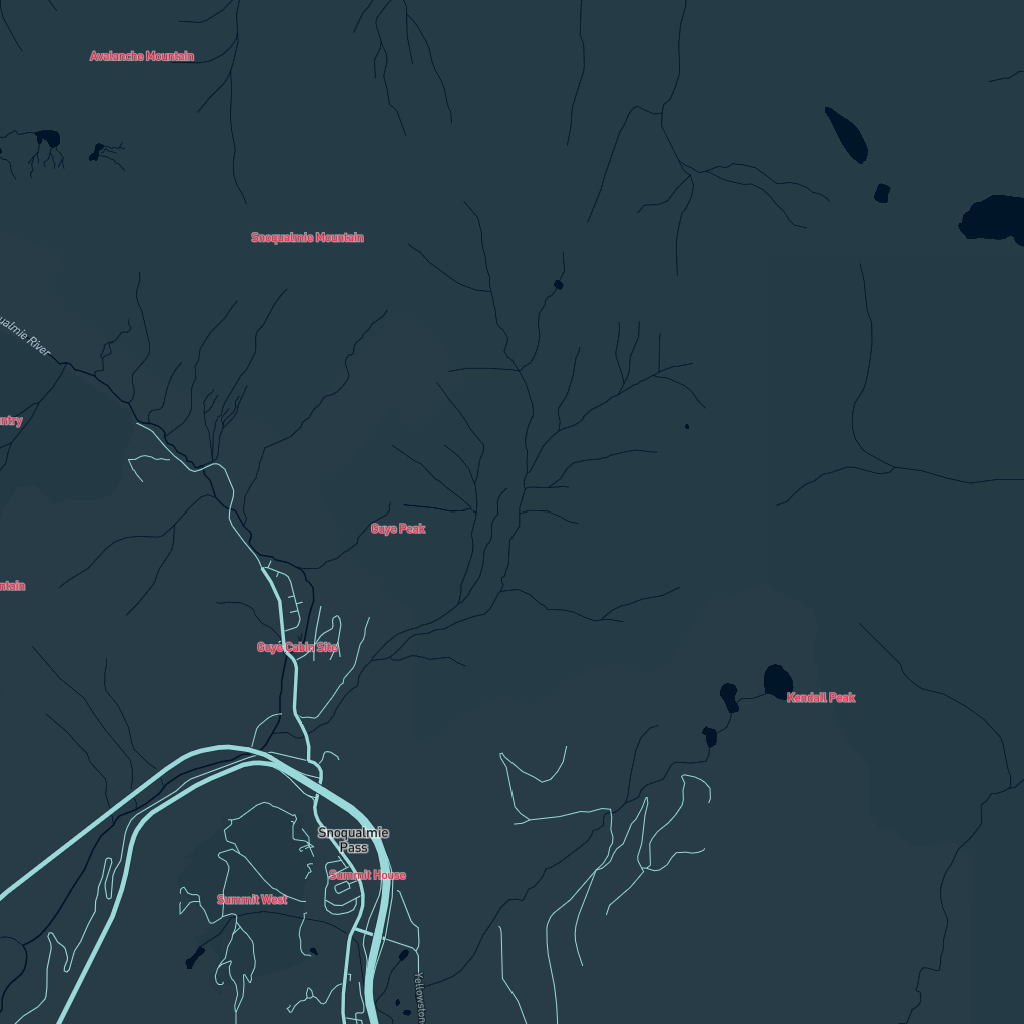 Avalanche Mountain
Snoqualmie Mountain
ualmie River
ntry
Guye Peak
ntain
Guye Cabin Site
Kendall Peak
Snoqualmie
Pass
Summit House
Summit West
Yellowston